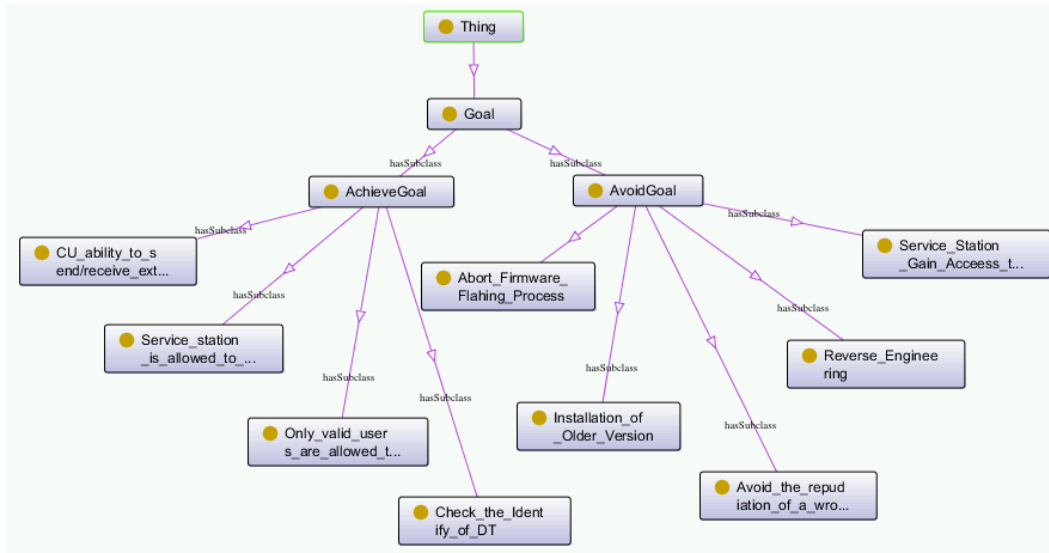 Thing
Goal
hasSubclass
hasSubclass
AchieveGoal
AvoidGoal
hasSubclass
hasSubclass
CU_ability_to_s
end/receive_ext...
Service_Station
_Gain_Acceess_t...
Abort_Firmware_
Flahing_Process
hasSubclass
hasSubclass
hasSubclass
Service_station
_is_allowed_to_...
Reverse_Enginee
ring
hasSubclass
hasSubclass
hasSubclass
Only_valid_user
s_are_allowed_t...
Installation_of
_Older_Version
hasSubclass
Check_the_Ident
ify_of_DT
Avoid_the_repud
iation_of_a_wro...